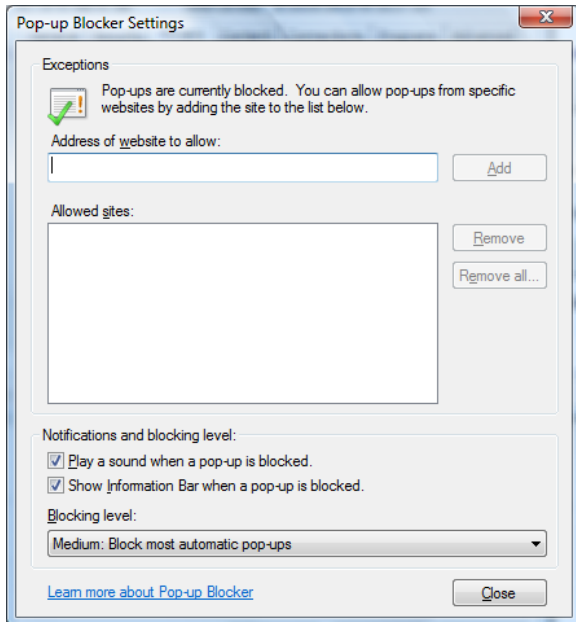 Pop-up Blocker Settings
Exceptions
Pop-ups are currently blocked. You can allow pop-ups from specific
websites by adding the site to the list below.
Address of website to allow:
Add
Allowed sites:
Remove
Remove all...
Notifications and blocking level:
Play a sound when a pop-up is blocked.
Show Information Bar when a pop-up is blocked.
Blocking level:
Medium: Block most automatic pop-ups
Learn more about Pop-up Blocker
Close